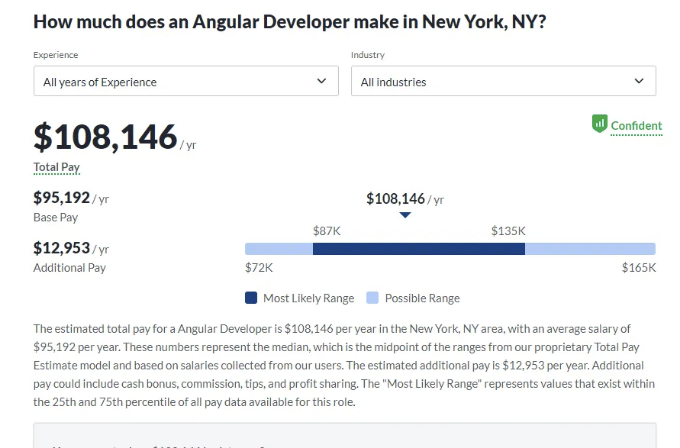 How much does an Angular Developer make in New York, NY?
Experience
Industry
All years of Experience
All industries
$108,146 / yr
Confident
Total Pay
$95,192 / yr
Base Pay
$108,146 / yr
$87K
$135K
$12,953 / yr
Additional Pay
$72K
$165K
Most Likely Range
Possible Range
The estimated total pay for a Angular Developer is $108,146 per year in the New York, NY area, with an average salary of
$95,192 per year. These numbers represent the median, which is the midpoint of the ranges from our proprietary Total Pay
Estimate model and based on salaries collected from our users. The estimated additional pay is $12,953 per year. Additional
pay could include cash bonus, commission, tips, and profit sharing. The "Most Likely Range" represents values that exist within
the 25th and 75th percentile of all pay data available for this role.